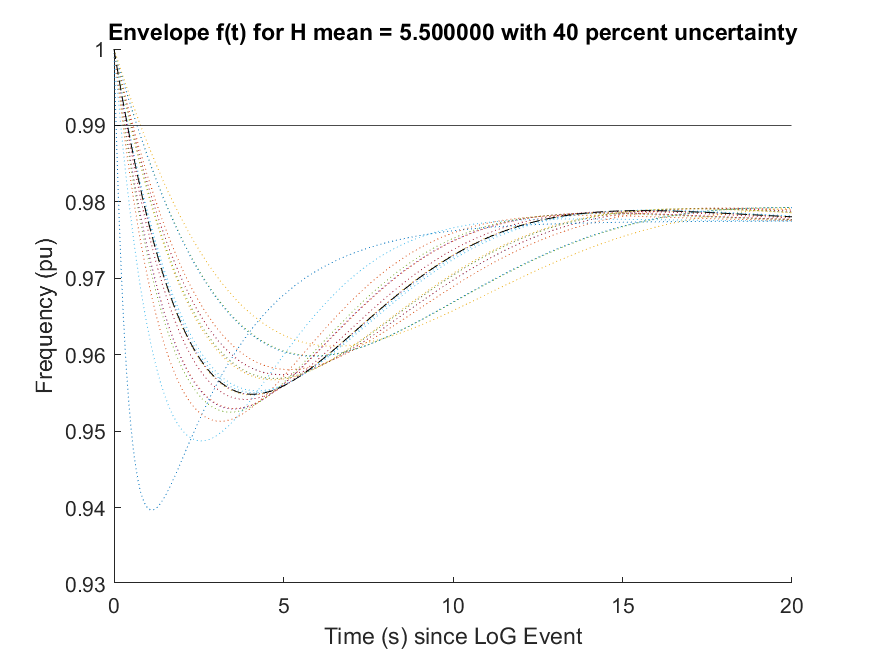 Envelope f(t) for H mean = 5.500000 with 40 percent uncertainty
1
0.99
0.98
0.97
0.96
0.95
0.94
0.93
Frequency (pu)
0 5 10 15 20
Time (s) since LoG Event